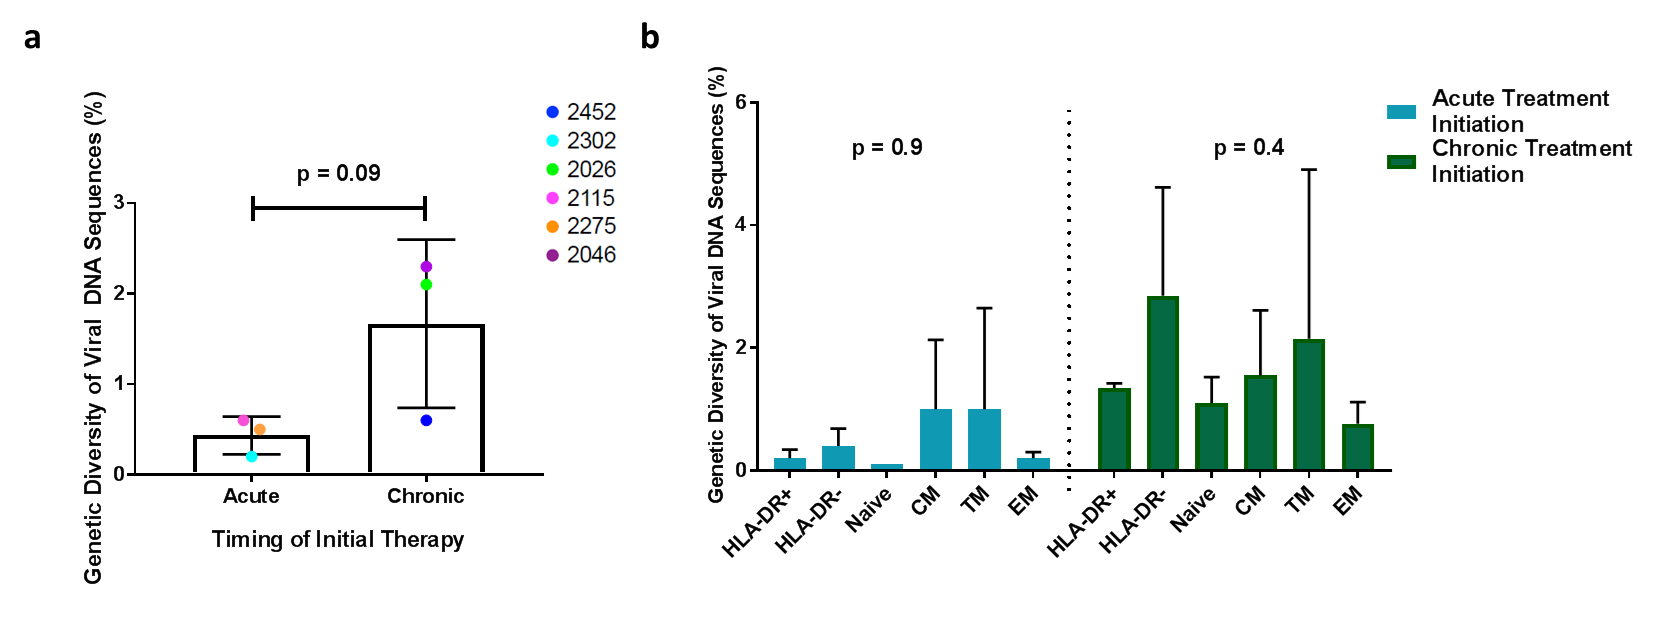 a
Genetic Diversity of Viral DNA Sequences (%)
3
2
1
0
p = 0.09
Acute
Chronic
Timing of Initial Therapy
2452
2302
2026
2115
2275
2046
b
Genetic Diversity of Viral DNA Sequences (%)
6
4
2
0
p = 0.9
p = 0.4
HLA-DR+
HLA-DR-
Naive
CM
TM
EM
HLA-DR+
HLA-DR-
Naive
CM
TM
EM
Acute Treatment
Initiation
Chronic Treatment
Initiation